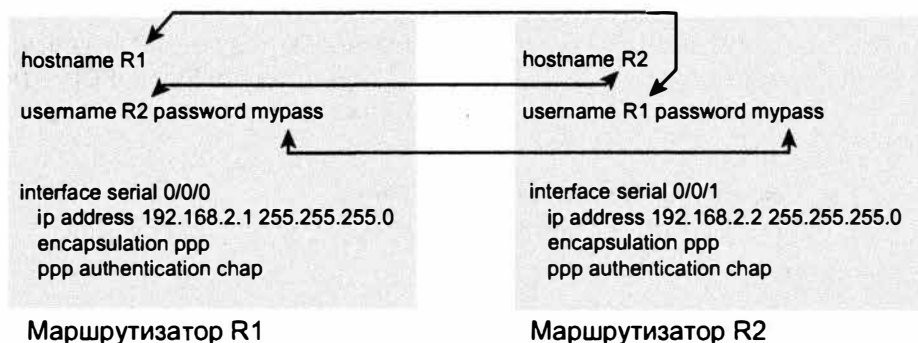 hostname R1
username R2 password mypass
interface serial 0/0/0
ip address 192.168.2.1 255.255.255.0
encapsulation ppp
ppp authentication chap
Маршрутизатор R1
hostname R2
username R1 password mypass
interface serial 0/0/1
ip address 192.168.2.2 255.255.255.0
encapsulation ppp
ppp authentication chap
Маршрутизатор R2